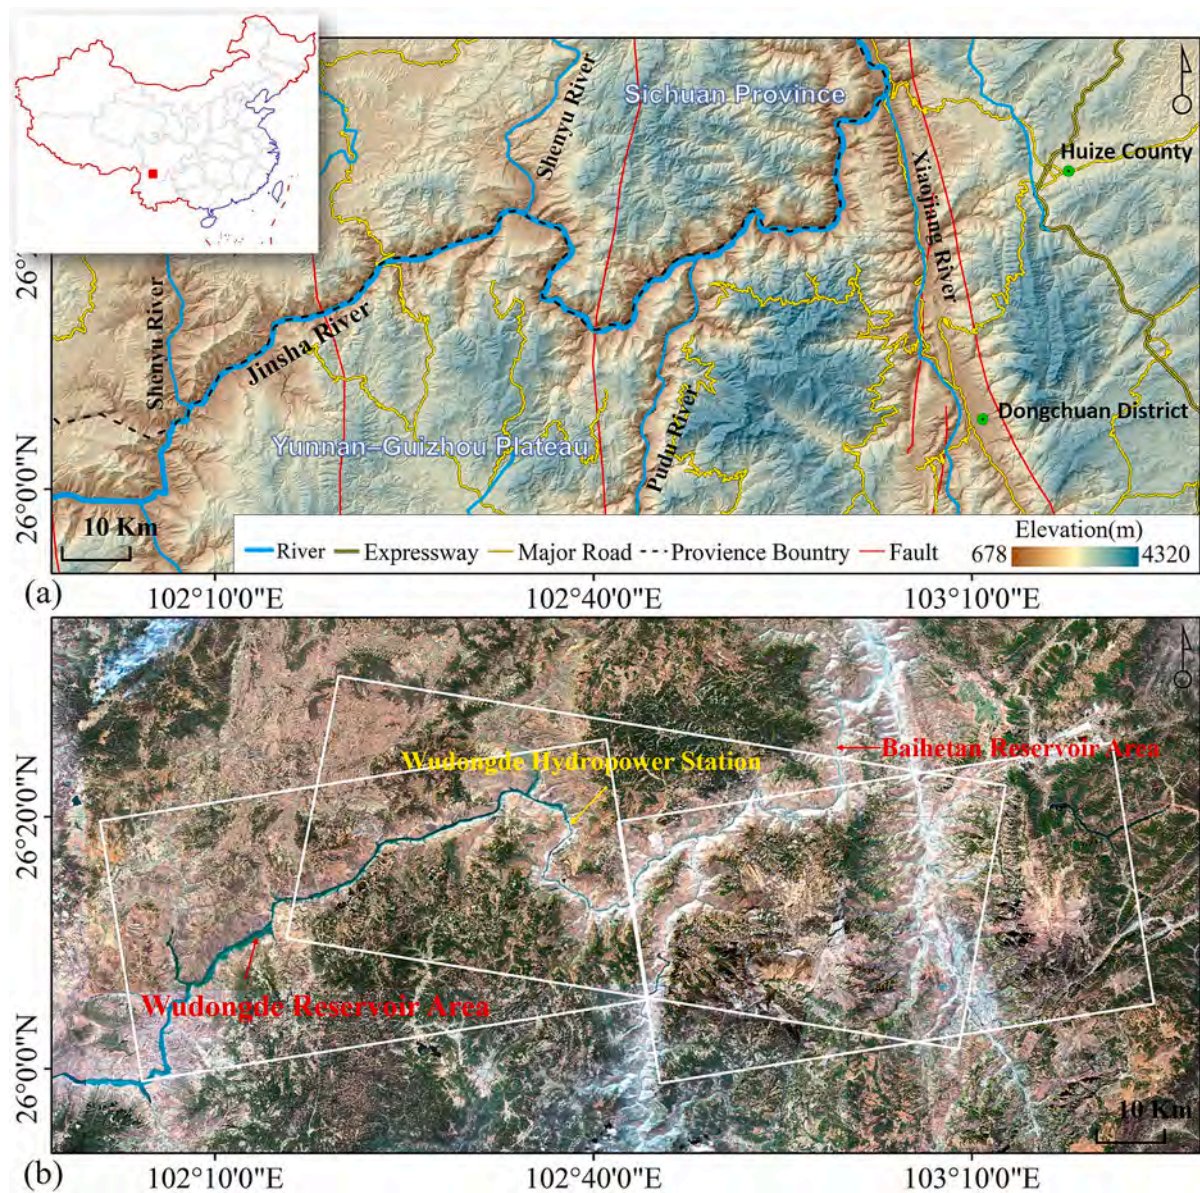 Sichuan Province
Shenyu River
Huize County
Xiaojiang River
26°2
Shenyu River
Jinsha River
Dongchuan District
Yunnan–Guizhou Plateau
Pudu River
26°0'0"N
10 Km
River
Expressway
Major Road
Provience Bountry
Fault
Elevation(m)
678
4320
(a)
102°10'0"E
102°40'0"E
103°10'0"E
Wudongde Hydropower Station
Baihetan Reservoir Area
26°20'0"N
Wudongde Reservoir Area
26°0'0"N
10 Km
(b)
102°10'0"E
102°40'0"E
103°10'0"E